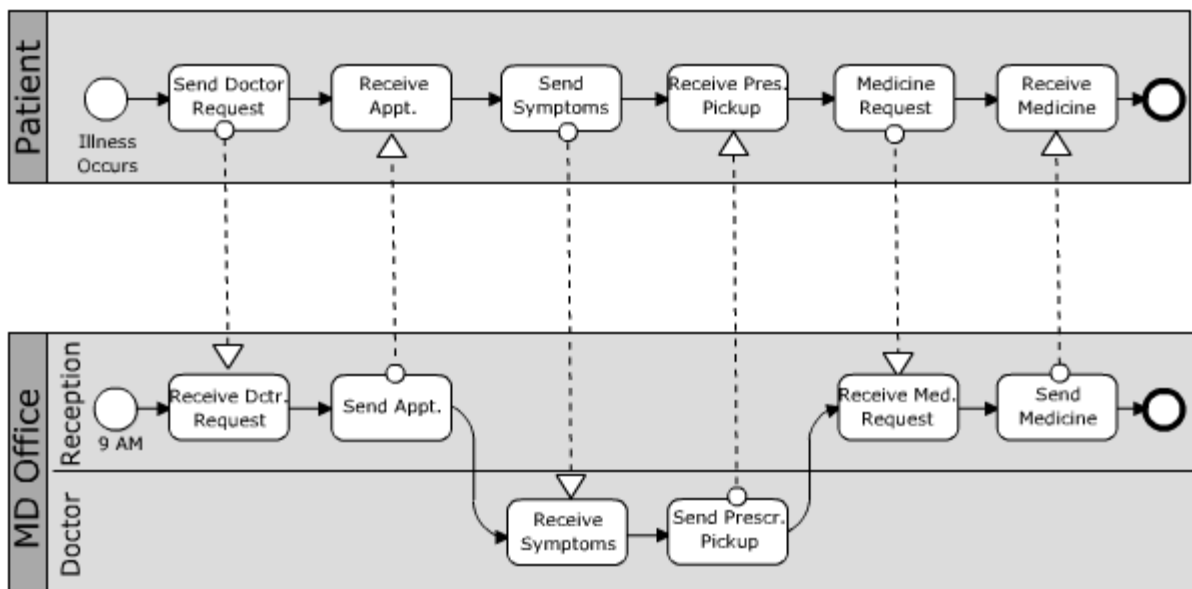 Patient
Illness
Occurs
Send Doctor
Request
Receive
Appt.
Send
Symptoms
Receive Pres.
Pickup
Medicine
Request
Receive
Medicine
MD Office
Reception
9 AM
Receive Dctr.
Request
Send Appt.
Receive Med.
Request
Send
Medicine
Doctor
Receive
Symptoms
Send Prescr.
Pickup